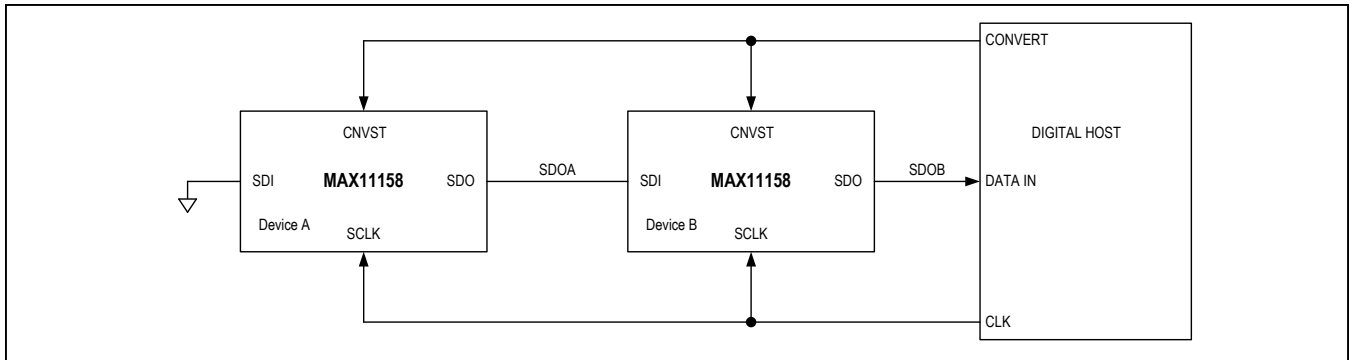 CONVERT
CNVST
CNVST
DIGITAL HOST
SDI
MAX11158
SDO
SDOA
SDI
MAX11158
SDO
SDOB
DATA IN
Device A
SCLK
Device B
SCLK
CLK